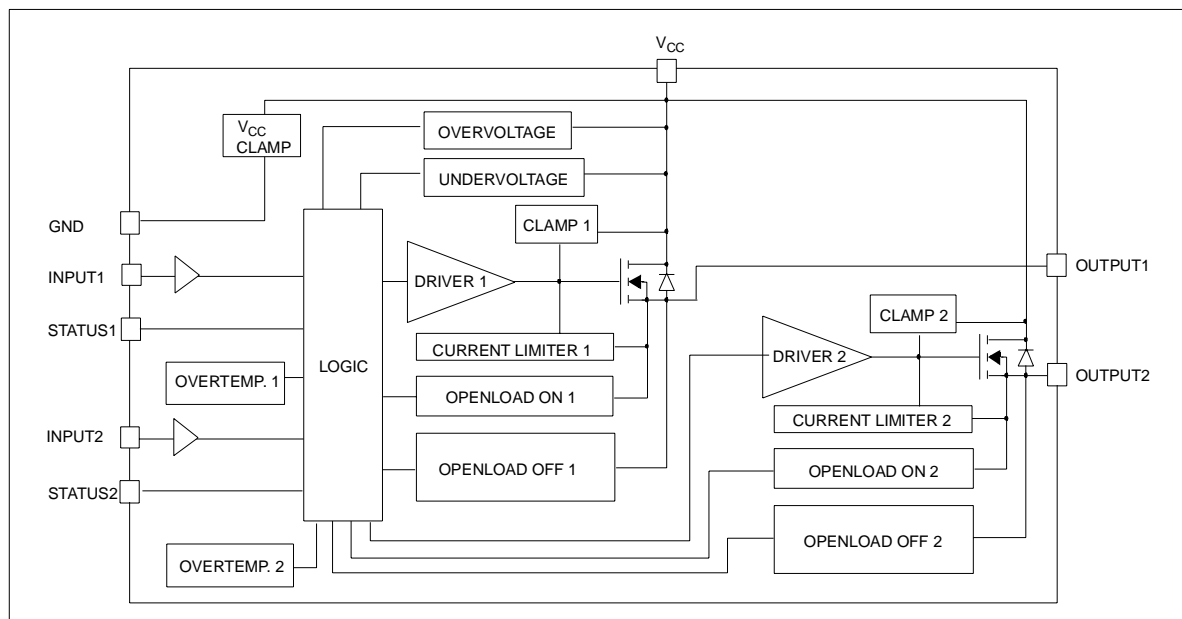 VCC
VCC
CLAMP
OVERVOLTAGE
UNDERVOLTAGE
GND
CLAMP 1
INPUT1
DRIVER 1
OUTPUT1
STATUS1
CLAMP 2
CURRENT LIMITER 1
DRIVER 2
LOGIC
OVERTEMP. 1
OUTPUT2
OPENLOAD ON 1
CURRENT LIMITER 2
INPUT2
OPENLOAD OFF 1
OPENLOAD ON 2
STATUS2
OPENLOAD OFF 2
OVERTEMP. 2